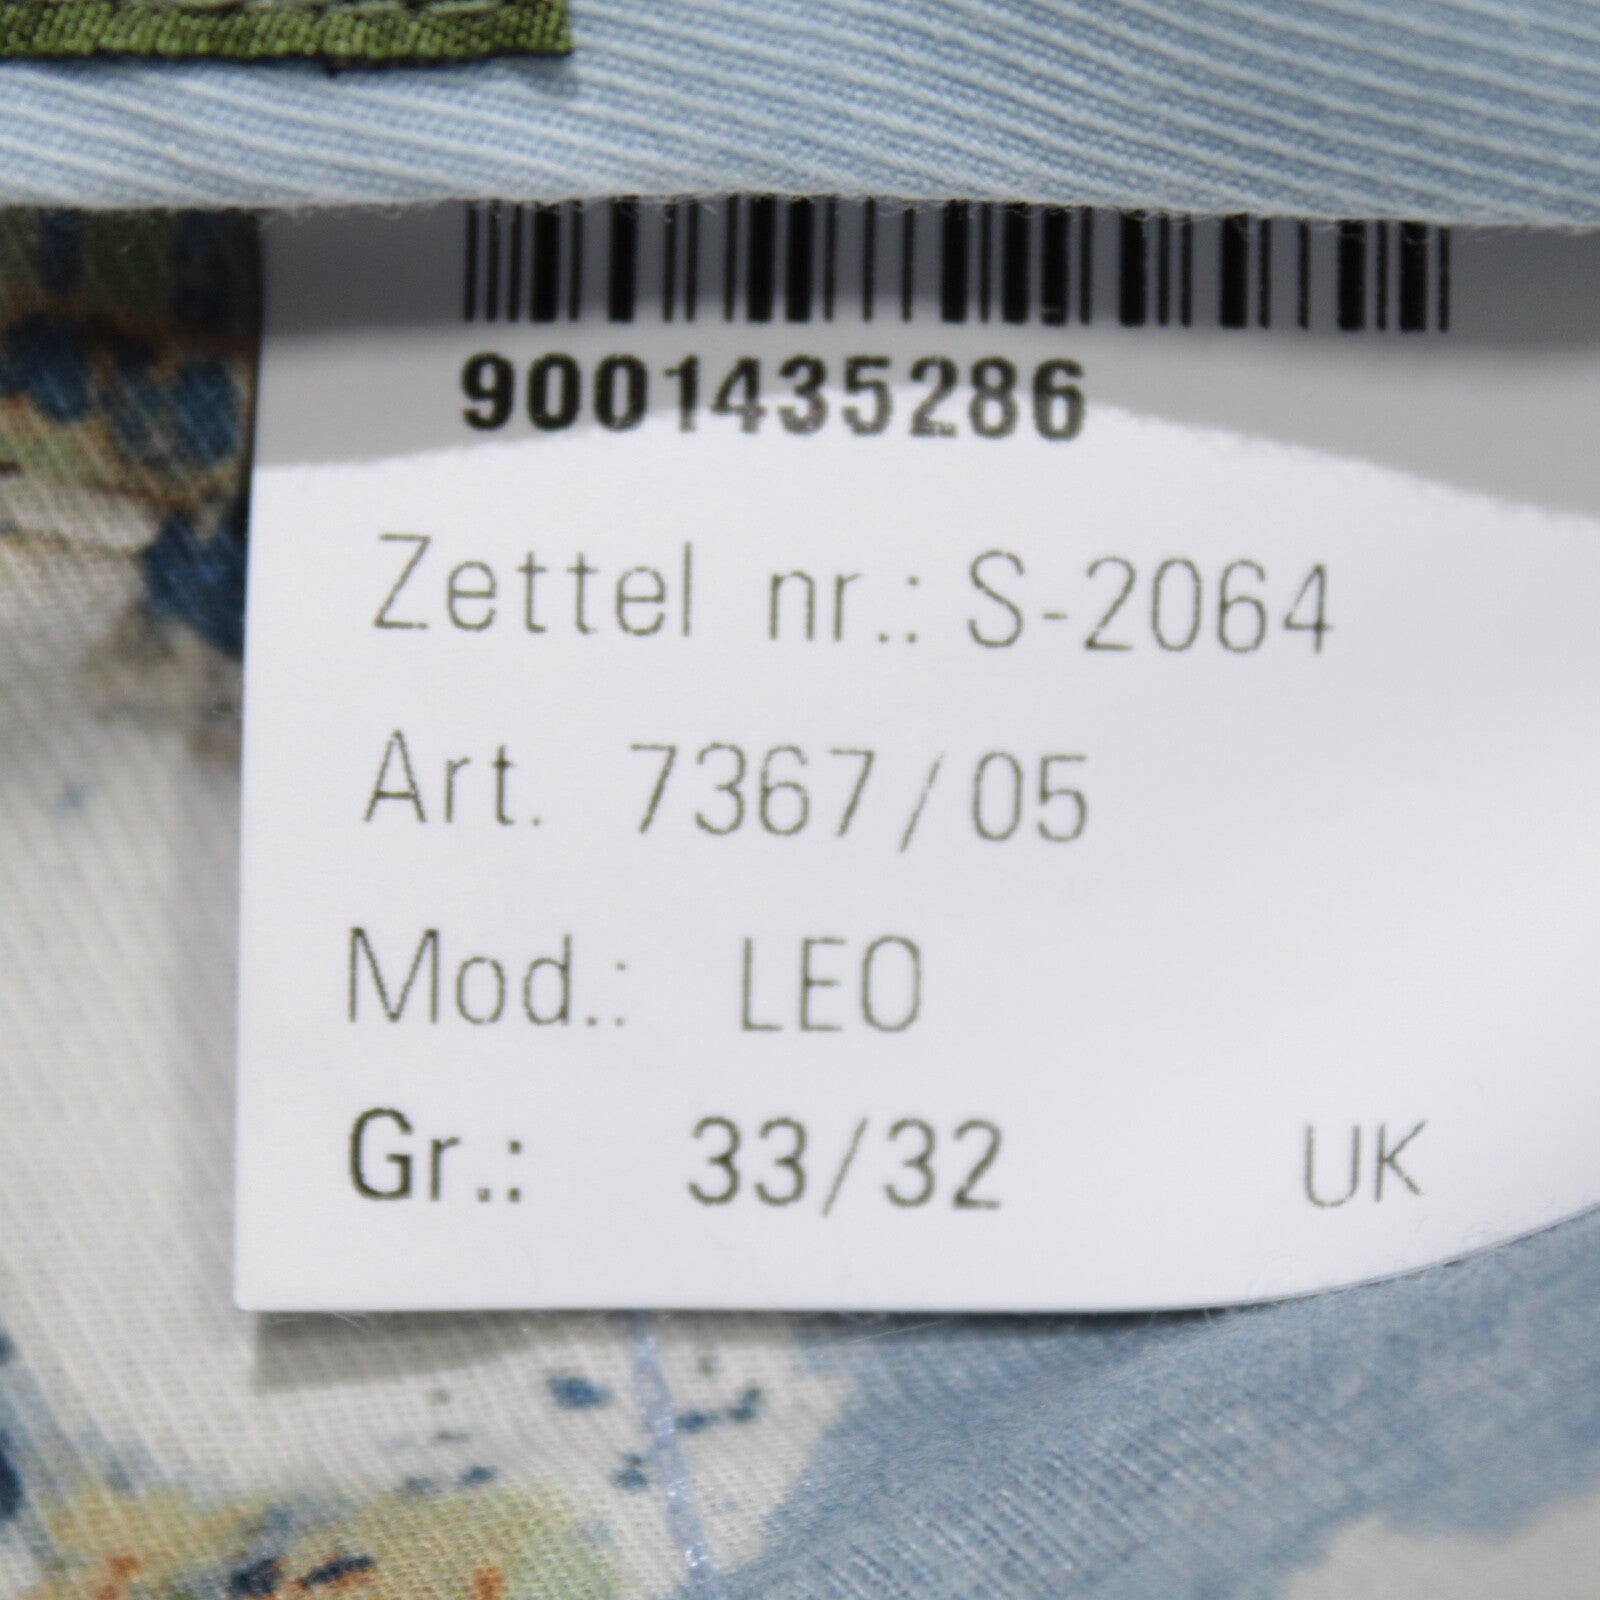 9001435286
Zettel nr.: S-2064
Art. 7367/05
Mod.: LEO
Gr.: 33/32 UK